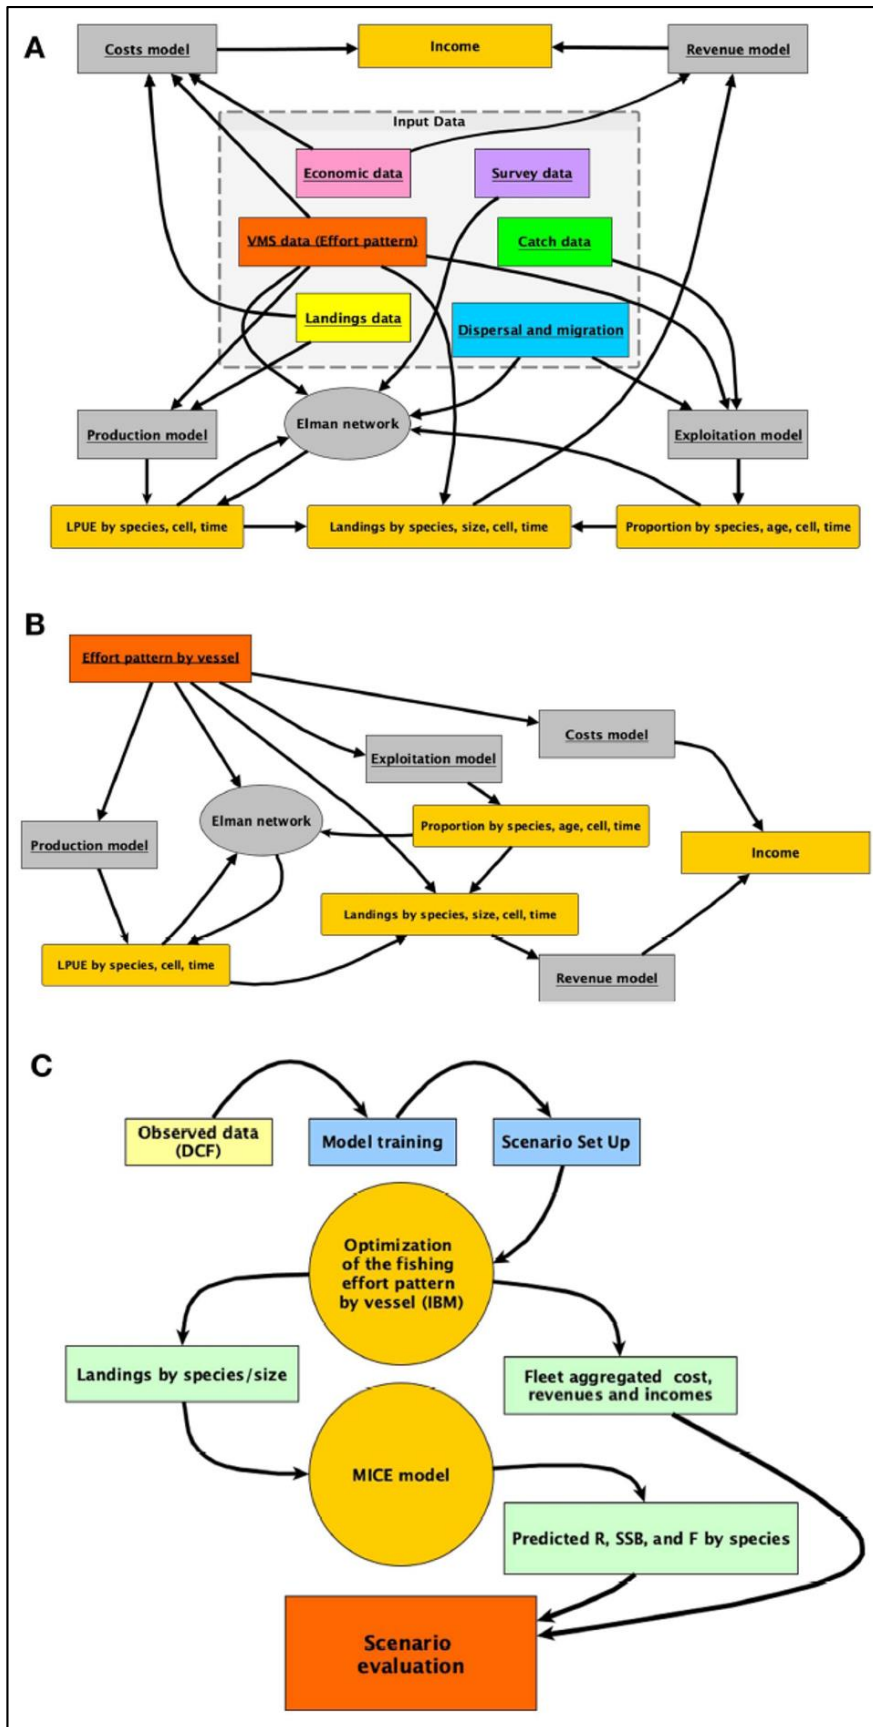 A
Costs model
Income
Revenue model
Input Data
Economic data
Survey data
VMS data (Effort pattern)
Catch data
Landings data
Dispersal and migration
Production model
Elman network
Exploitation model
LPUE by species, cell, time
Landings by species, size, cell, time
Proportion by species, age, cell, time
B
Effort pattern by vessel
Costs model
Exploitation model
Elman network
Proportion by species, age, cell, time
Production model
Income
Landings by species, size, cell, time
LPUE by species, cell, time
Revenue model
C
Observed data
(DCF)
Model training
Scenario Set Up
Optimization
of the fishing
effort pattern
by vessel (IBM)
Landings by species/size
Fleet aggregated cost,
revenues and incomes
MICE model
Predicted R, SSB, and F by species
Scenario
evaluation